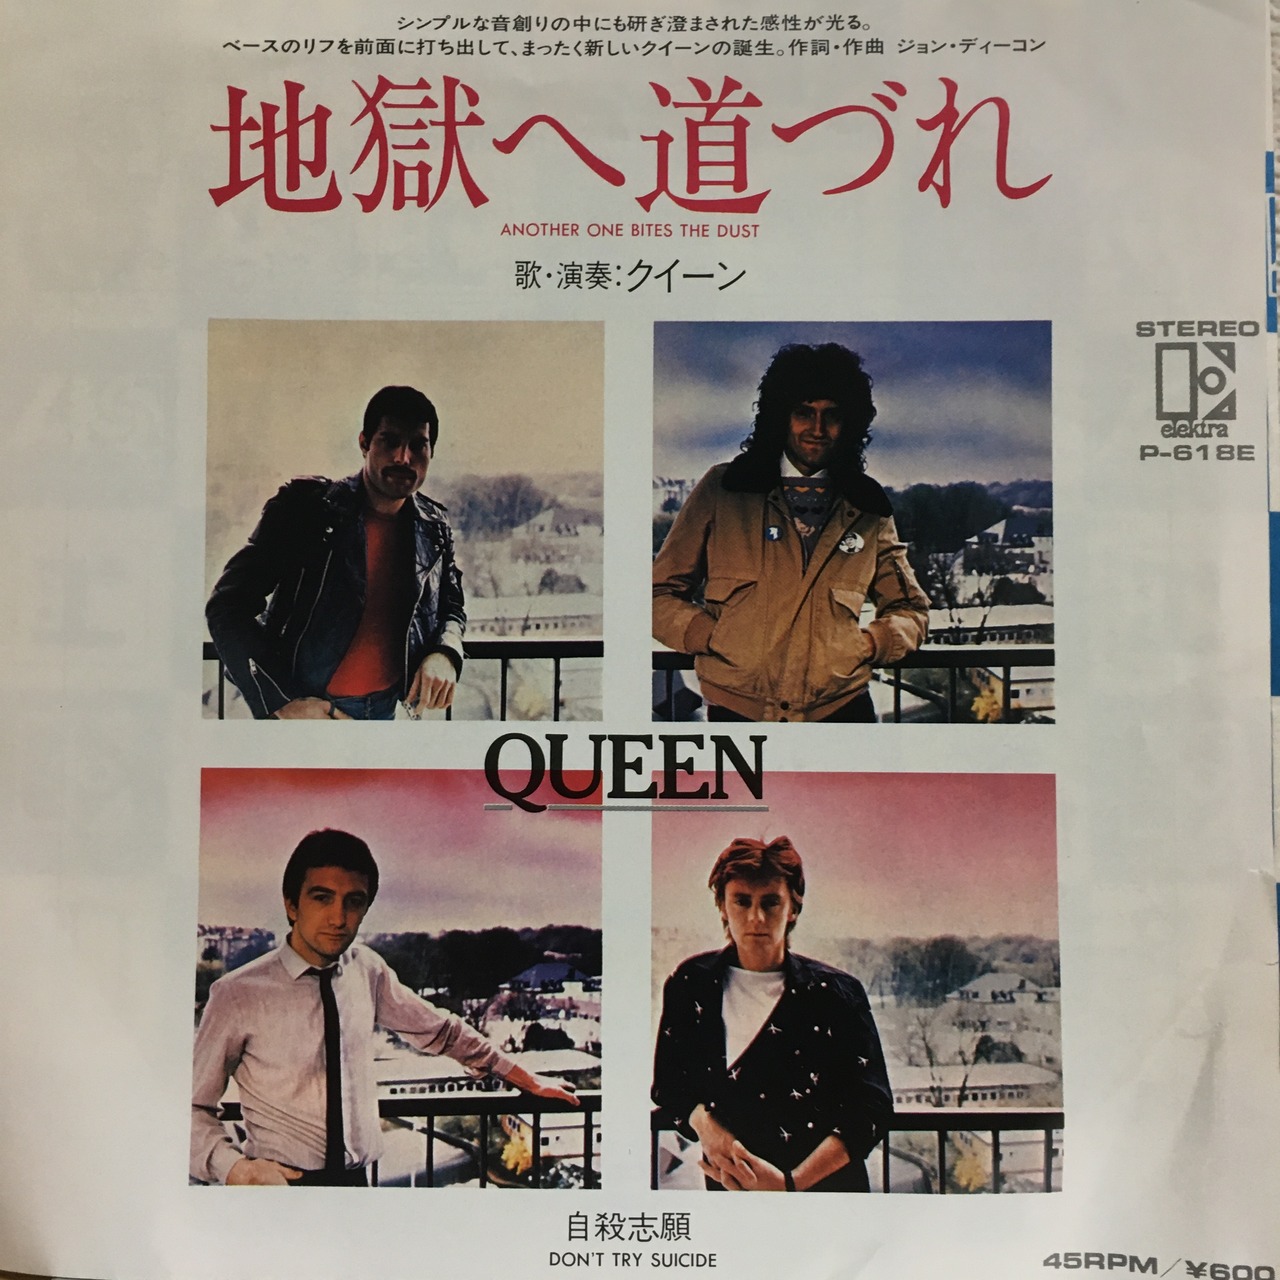 シンプルな音創りの中にも研ぎ澄まされた感性が光る。
ベースのリフを前面に打ち出して、まったく新しいクイーンの誕生。作詞・作曲 ジョン・ディーコン
地獄へ道づれ
ANOTHER ONE BITES THE DUST
歌・演奏:クイーン
STEREO
elektra
P-618E
QUEEN
自殺志願
DON'T TRY SUICIDE
45RPM/¥600